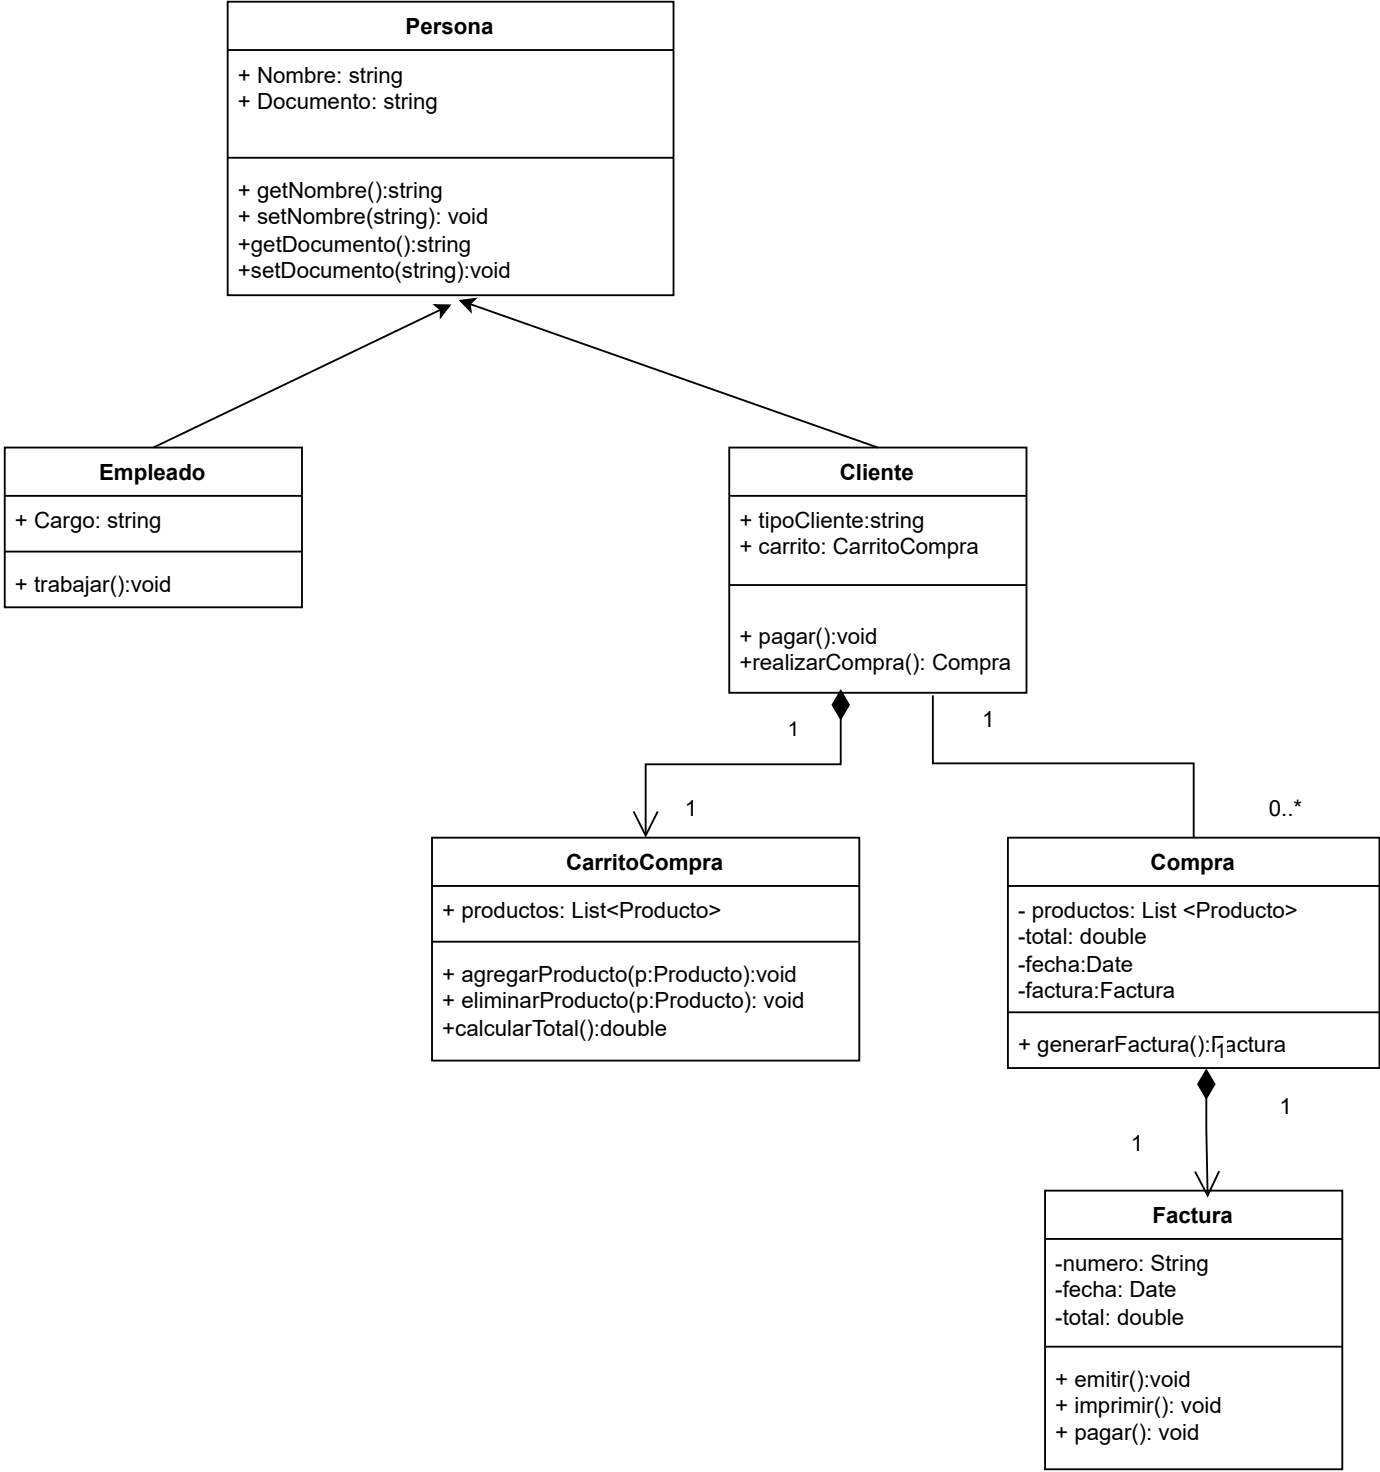 Persona
+ Nombre: string
+ Documento: string
+ getNombre():string
+ setNombre(string): void
+getDocumento():string
+setDocumento(string):void
Empleado
+ Cargo: string
+ trabajar():void
Cliente
+ tipoCliente:string
+ carrito: CarritoCompra
+ pagar():void
+realizarCompra(): Compra
1
1
1
0..*
CarritoCompra
+ productos: List<Producto>
+ agregarProducto(p:Producto):void
+ eliminarProducto(p:Producto): void
+calcularTotal():double
Compra
- productos: List <Producto>
-total: double
-fecha:Date
-factura:Factura
+ generarFactura():Factura
1
1
1
Factura
-numero: String
-fecha: Date
-total: double
+ emitir():void
+ imprimir(): void
+ pagar(): void